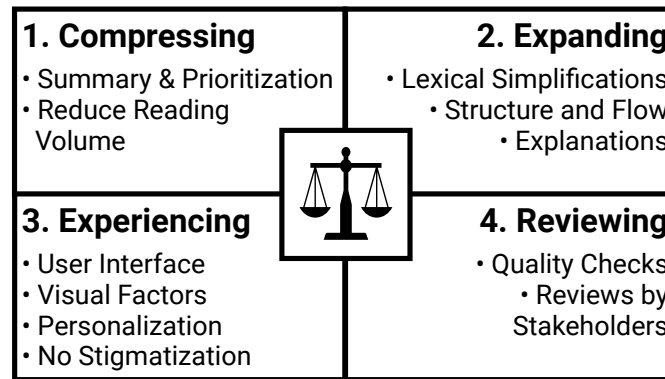 1. Compressing
• Summary & Prioritization
• Reduce Reading
Volume
2. Expanding
• Lexical Simplifications
• Structure and Flow
• Explanations
3. Experiencing
• User Interface
• Visual Factors
• Personalization
• No Stigmatization
4. Reviewing
• Quality Checks
• Reviews by
Stakeholders